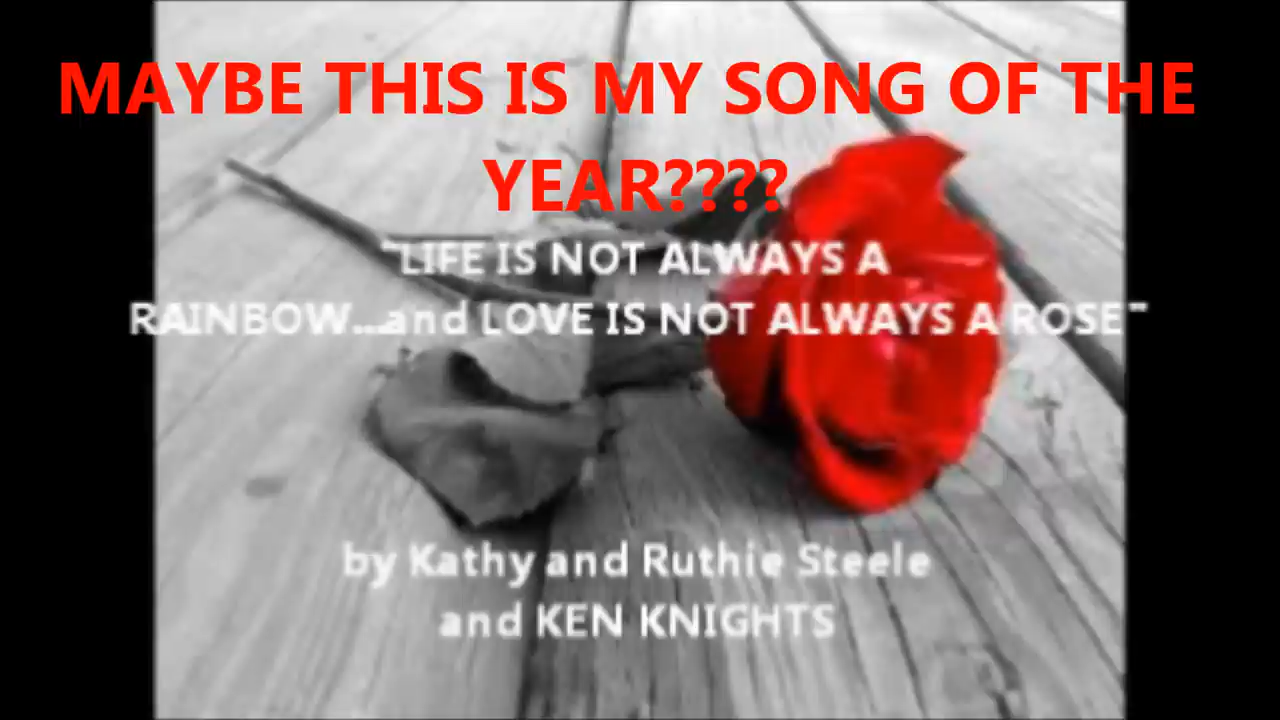 MAYBE THIS IS MY SONG OF THE
YEAR????
"LIFE IS NOT ALWAYS A
RAINBOW...and LOVE IS NOT ALWAYS A ROSE"
by Kathy and Ruthie Steele
and KEN KNIGHTS